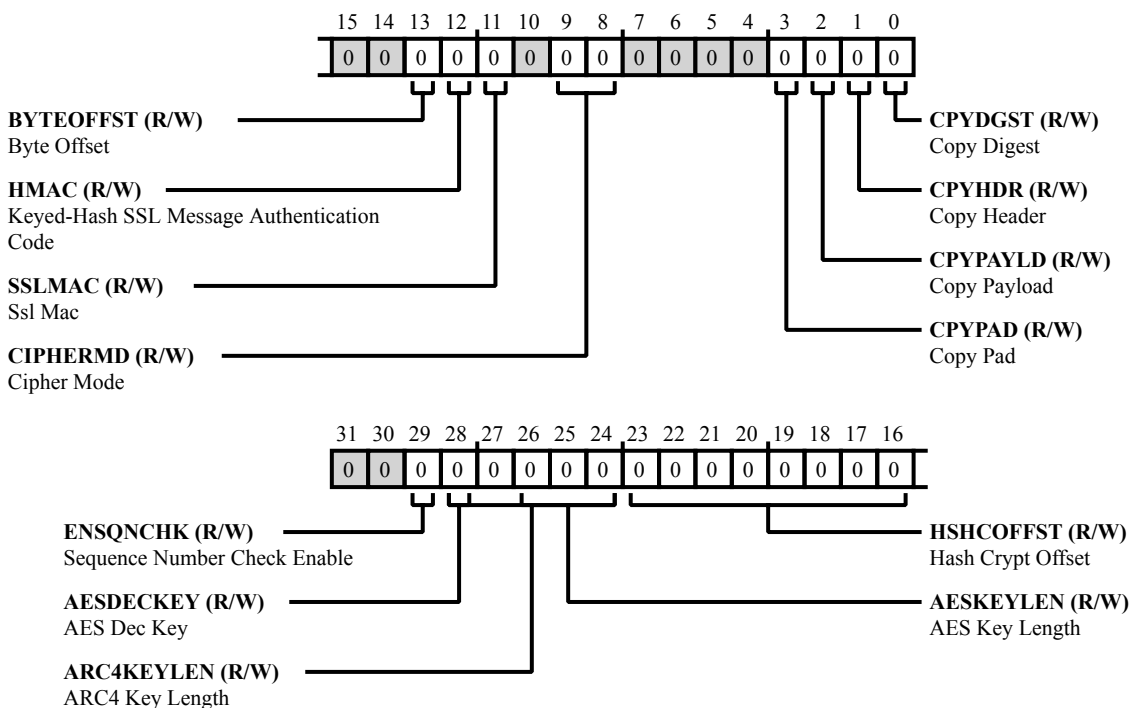 15 14 13 12 11 10 9 8 7 6 5 4 3 2 1 0
0 0 0 0 0 0 0 0 0 0 0 0 0 0 0 0
BYTEOFFST (R/W)
Byte Offset
HMAC (R/W)
Keyed-Hash SSL Message Authentication
Code
SSLMAC (R/W)
Ssl Mac
CIPHERMD (R/W)
Cipher Mode
CPYDGST (R/W)
Copy Digest
CPYHDR (R/W)
Copy Header
CPYPAYLD (R/W)
Copy Payload
CPYPAD (R/W)
Copy Pad
31 30 29 28 27 26 25 24 23 22 21 20 19 18 17 16
0 0 0 0 0 0 0 0 0 0 0 0 0 0 0 0
ENSQNCHK (R/W)
Sequence Number Check Enable
AESDECKEY (R/W)
AES Dec Key
ARC4KEYLEN (R/W)
ARC4 Key Length
HSHCOFFST (R/W)
Hash Crypt Offset
AESKEYLEN (R/W)
AES Key Length